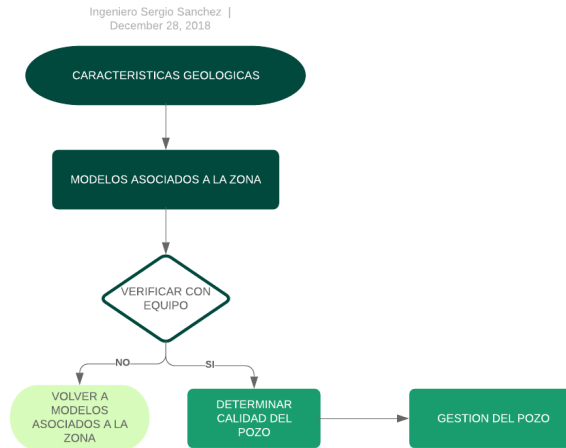 Ingeniero Sergio Sanchez |
December 28, 2018
CARACTERISTICAS GEOLOGICAS
MODELOS ASOCIADOS A LA ZONA
VERIFICAR CON
EQUIPO
NO
SI
VOLVER A
MODELOS
ASOCIADOS A LA
ZONA
DETERMINAR
CALIDAD DEL
POZO
GESTION DEL POZO